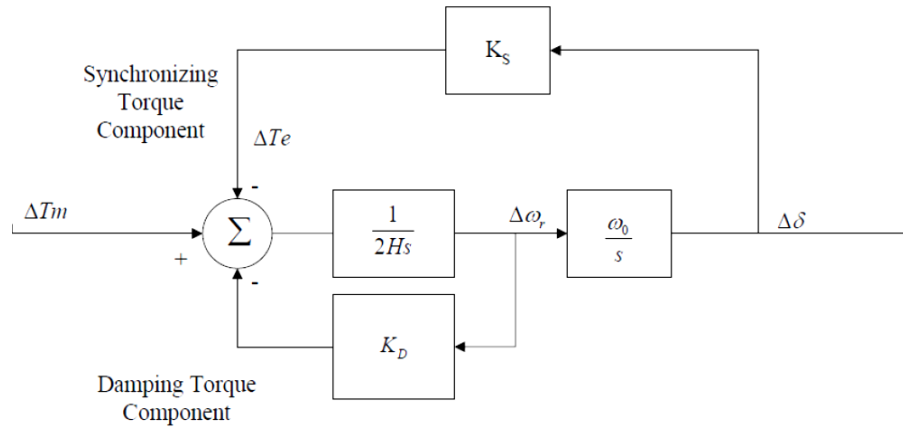 K_S
Synchronizing
Torque
Component
ΔTe
-
ΔTm
Σ
+
1
2Hs
Δω_r
ω_0
s
Δδ
-
K_D
Damping Torque
Component